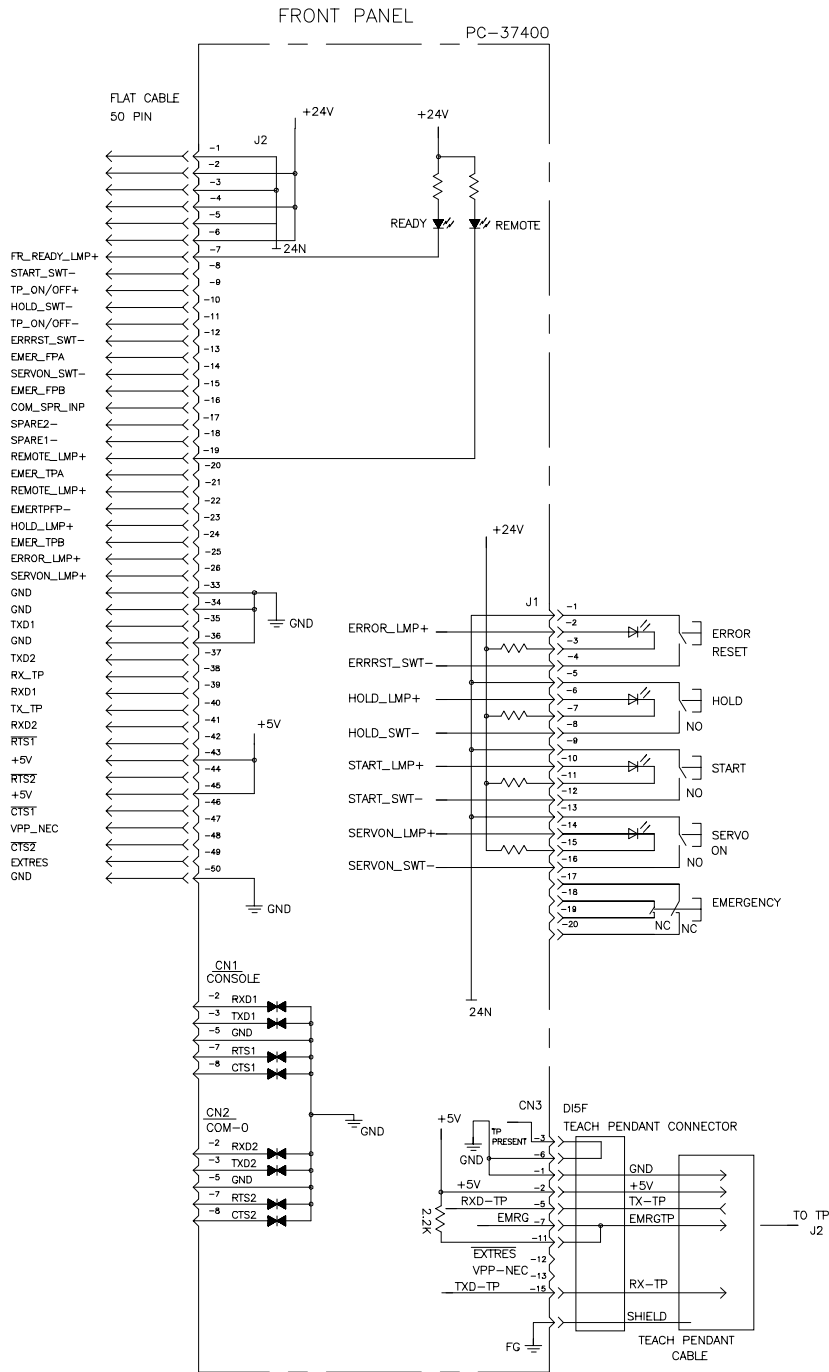 FRONT PANEL
PC-37400
FLAT CABLE
50 PIN
J2
+24V
+24V
-1
-2
-3
-4
-5
-6
24N
READY
REMOTE
FR_READY_LMP+ -7
START_SWT- -8
TP_ON/OFF+ -9
HOLD_SWT- -10
TP_ON/OFF- -11
ERRRST_SWT- -12
EMER_FPA -13
SERVON_SWT- -14
EMER_FPB -15
COM_SPR_INP -16
SPARE2- -17
SPARE1- -18
REMOTE_LMP+ -19
EMER_TPA -20
REMOTE_LMP+ -21
EMERTPFP- -22
HOLD_LMP+ -23
EMER_TPB -24
ERROR_LMP+ -25
SERVON_LMP+ -26
GND -33
GND -34
TXD1 -35
GND -36
GND
TXD2 -37
RX_TP -38
RXD1 -39
TX_TP -40
RXD2 -41
RTS1 -42
+5V -43
+5V
RTS2 -44
+5V -45
CTS1 -46
VPP_NEC -47
CTS2 -48
EXTRES -49
GND -50
GND
+24V
J1
-1
ERROR_LMP+ -2
-3
ERRRST_SWT- -4
ERROR
RESET
-5
HOLD_LMP+ -6
-7
HOLD_SWT- -8
HOLD
NO
-9
START_LMP+ -10
-11
START_SWT- -12
START
NO
-13
SERVON_LMP+ -14
-15
SERVON_SWT- -16
SERVO
ON
NO
-17
-18
-19
-20
EMERGENCY
NC
NC
24N
CN1
CONSOLE
-2 RXD1
-3 TXD1
-5 GND
-7 RTS1
-8 CTS1
GND
CN2
COM-0
-2 RXD2
-3 TXD2
-5 GND
-7 RTS2
-8 CTS2
CN3
DI5F
TEACH PENDANT CONNECTOR
+5V
TP
PRESENT
GND
-3
-6
-1 GND
+5V -2 +5V
RXD-TP -5 TX-TP
EMRG -7 EMRGTP
2.2K
-11
EXTRES -12
VPP-NEC -13
TXD-TP -15 RX-TP
SHIELD
FG
TO TP
J2
TEACH PENDANT
CABLE